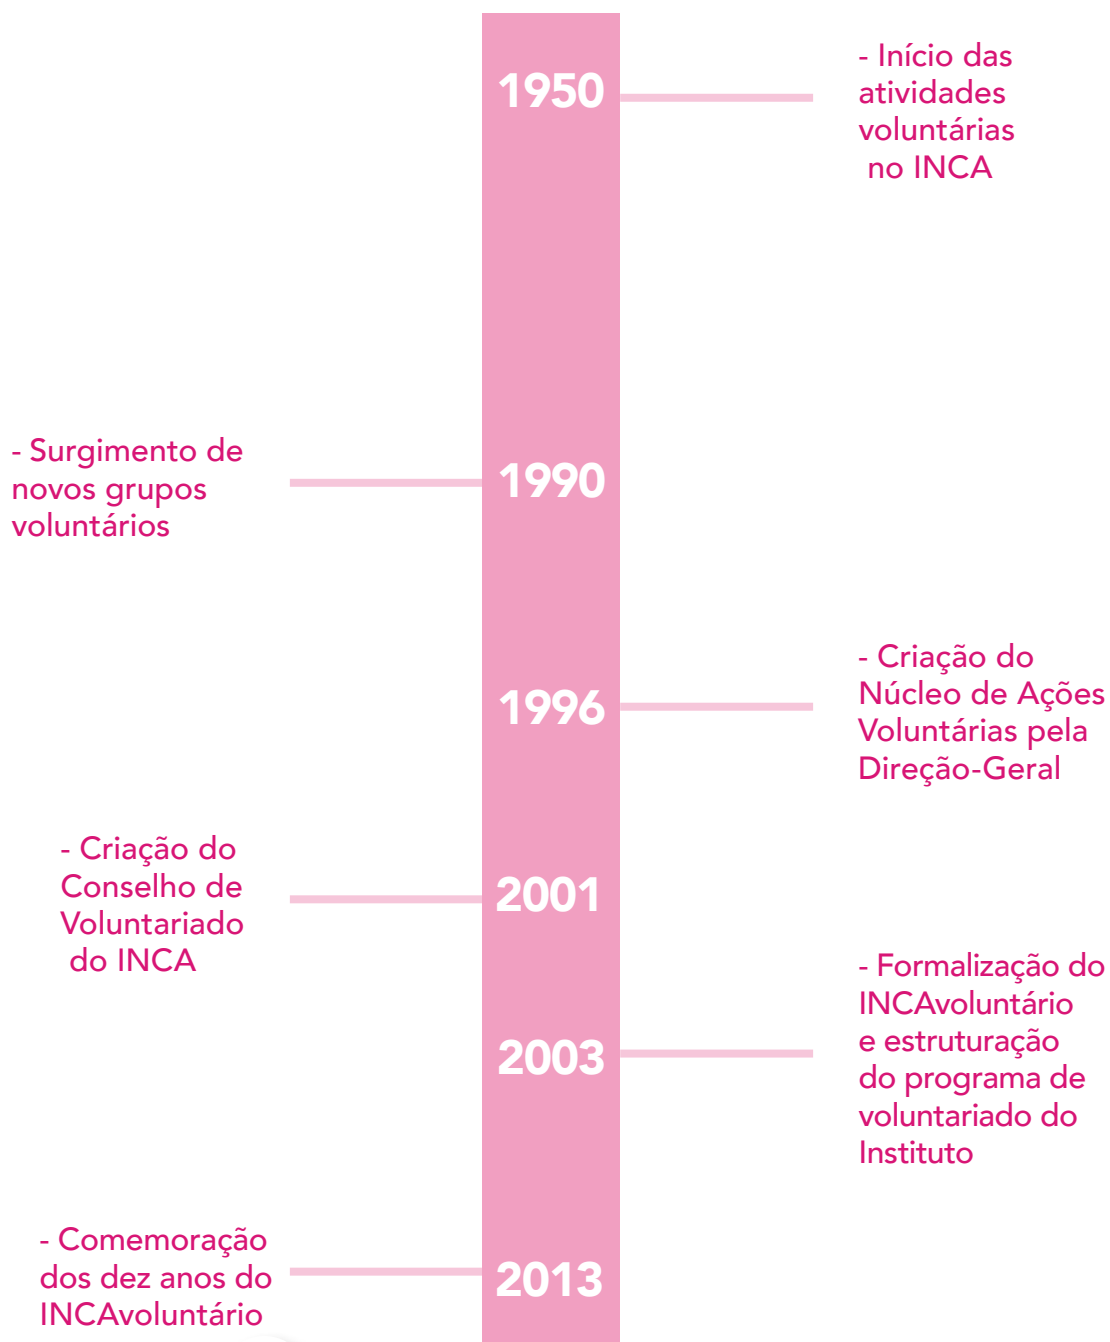 1950
- Início das
atividades
voluntárias
no INCA
- Surgimento de
novos grupos
voluntários
1990
1996
- Criação do
Núcleo de Ações
Voluntárias pela
Direção-Geral
- Criação do
Conselho de
Voluntariado
do INCA
2001
2003
- Formalização do
INCAvoluntário
e estruturação
do programa de
voluntariado do
Instituto
- Comemoração
dos dez anos do
INCAvoluntário
2013